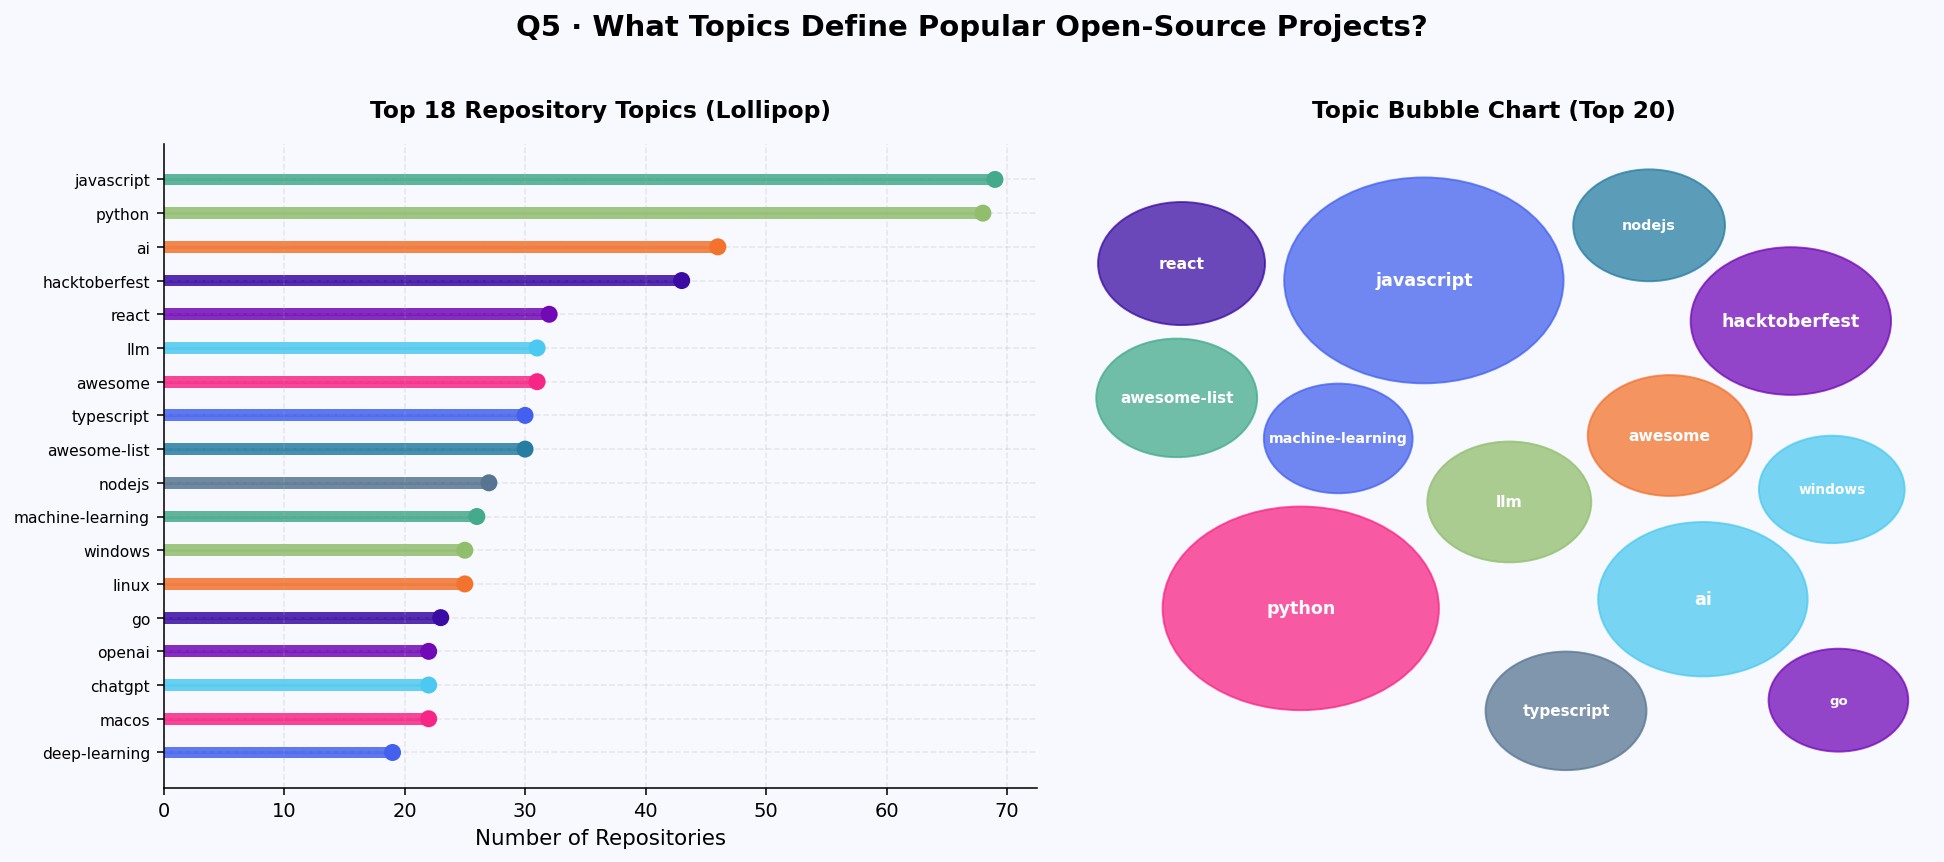 Q5 · What Topics Define Popular Open-Source Projects?
Top 18 Repository Topics (Lollipop)
javascript
python
ai
hacktoberfest
react
llm
awesome
typescript
awesome-list
nodejs
machine-learning
windows
linux
go
openai
chatgpt
macos
deep-learning
0 10 20 30 40 50 60 70
Number of Repositories
Topic Bubble Chart (Top 20)
nodejs
react
javascript
hacktoberfest
awesome-list
machine-learning
awesome
windows
llm
python
ai
typescript
go